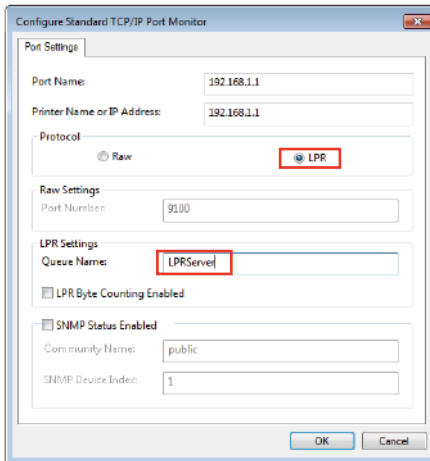 Configure Standard TCP/IP Port Monitor
Port Settings
Port Name: 192.168.1.1
Printer Name or IP Address: 192.168.1.1
Protocol
Raw LPR
Raw Settings
Port Number: 9100
LPR Settings
Queue Name: LPRServer
LPR Byte Counting Enabled
SNMP Status Enabled
Community Name: public
SNMP Device Index: 1
OK Cancel